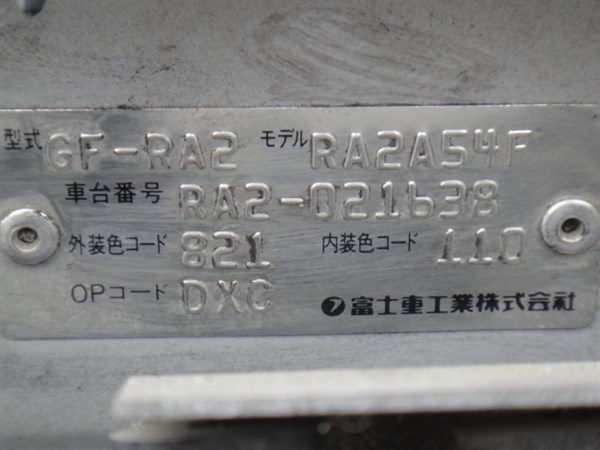 型式 GF-RA2 モデル RA2A54F
車台番号 RA2-021638
外装色コード 821 内装色コード 110
OPコード DXC フ 富士重工業株式会社